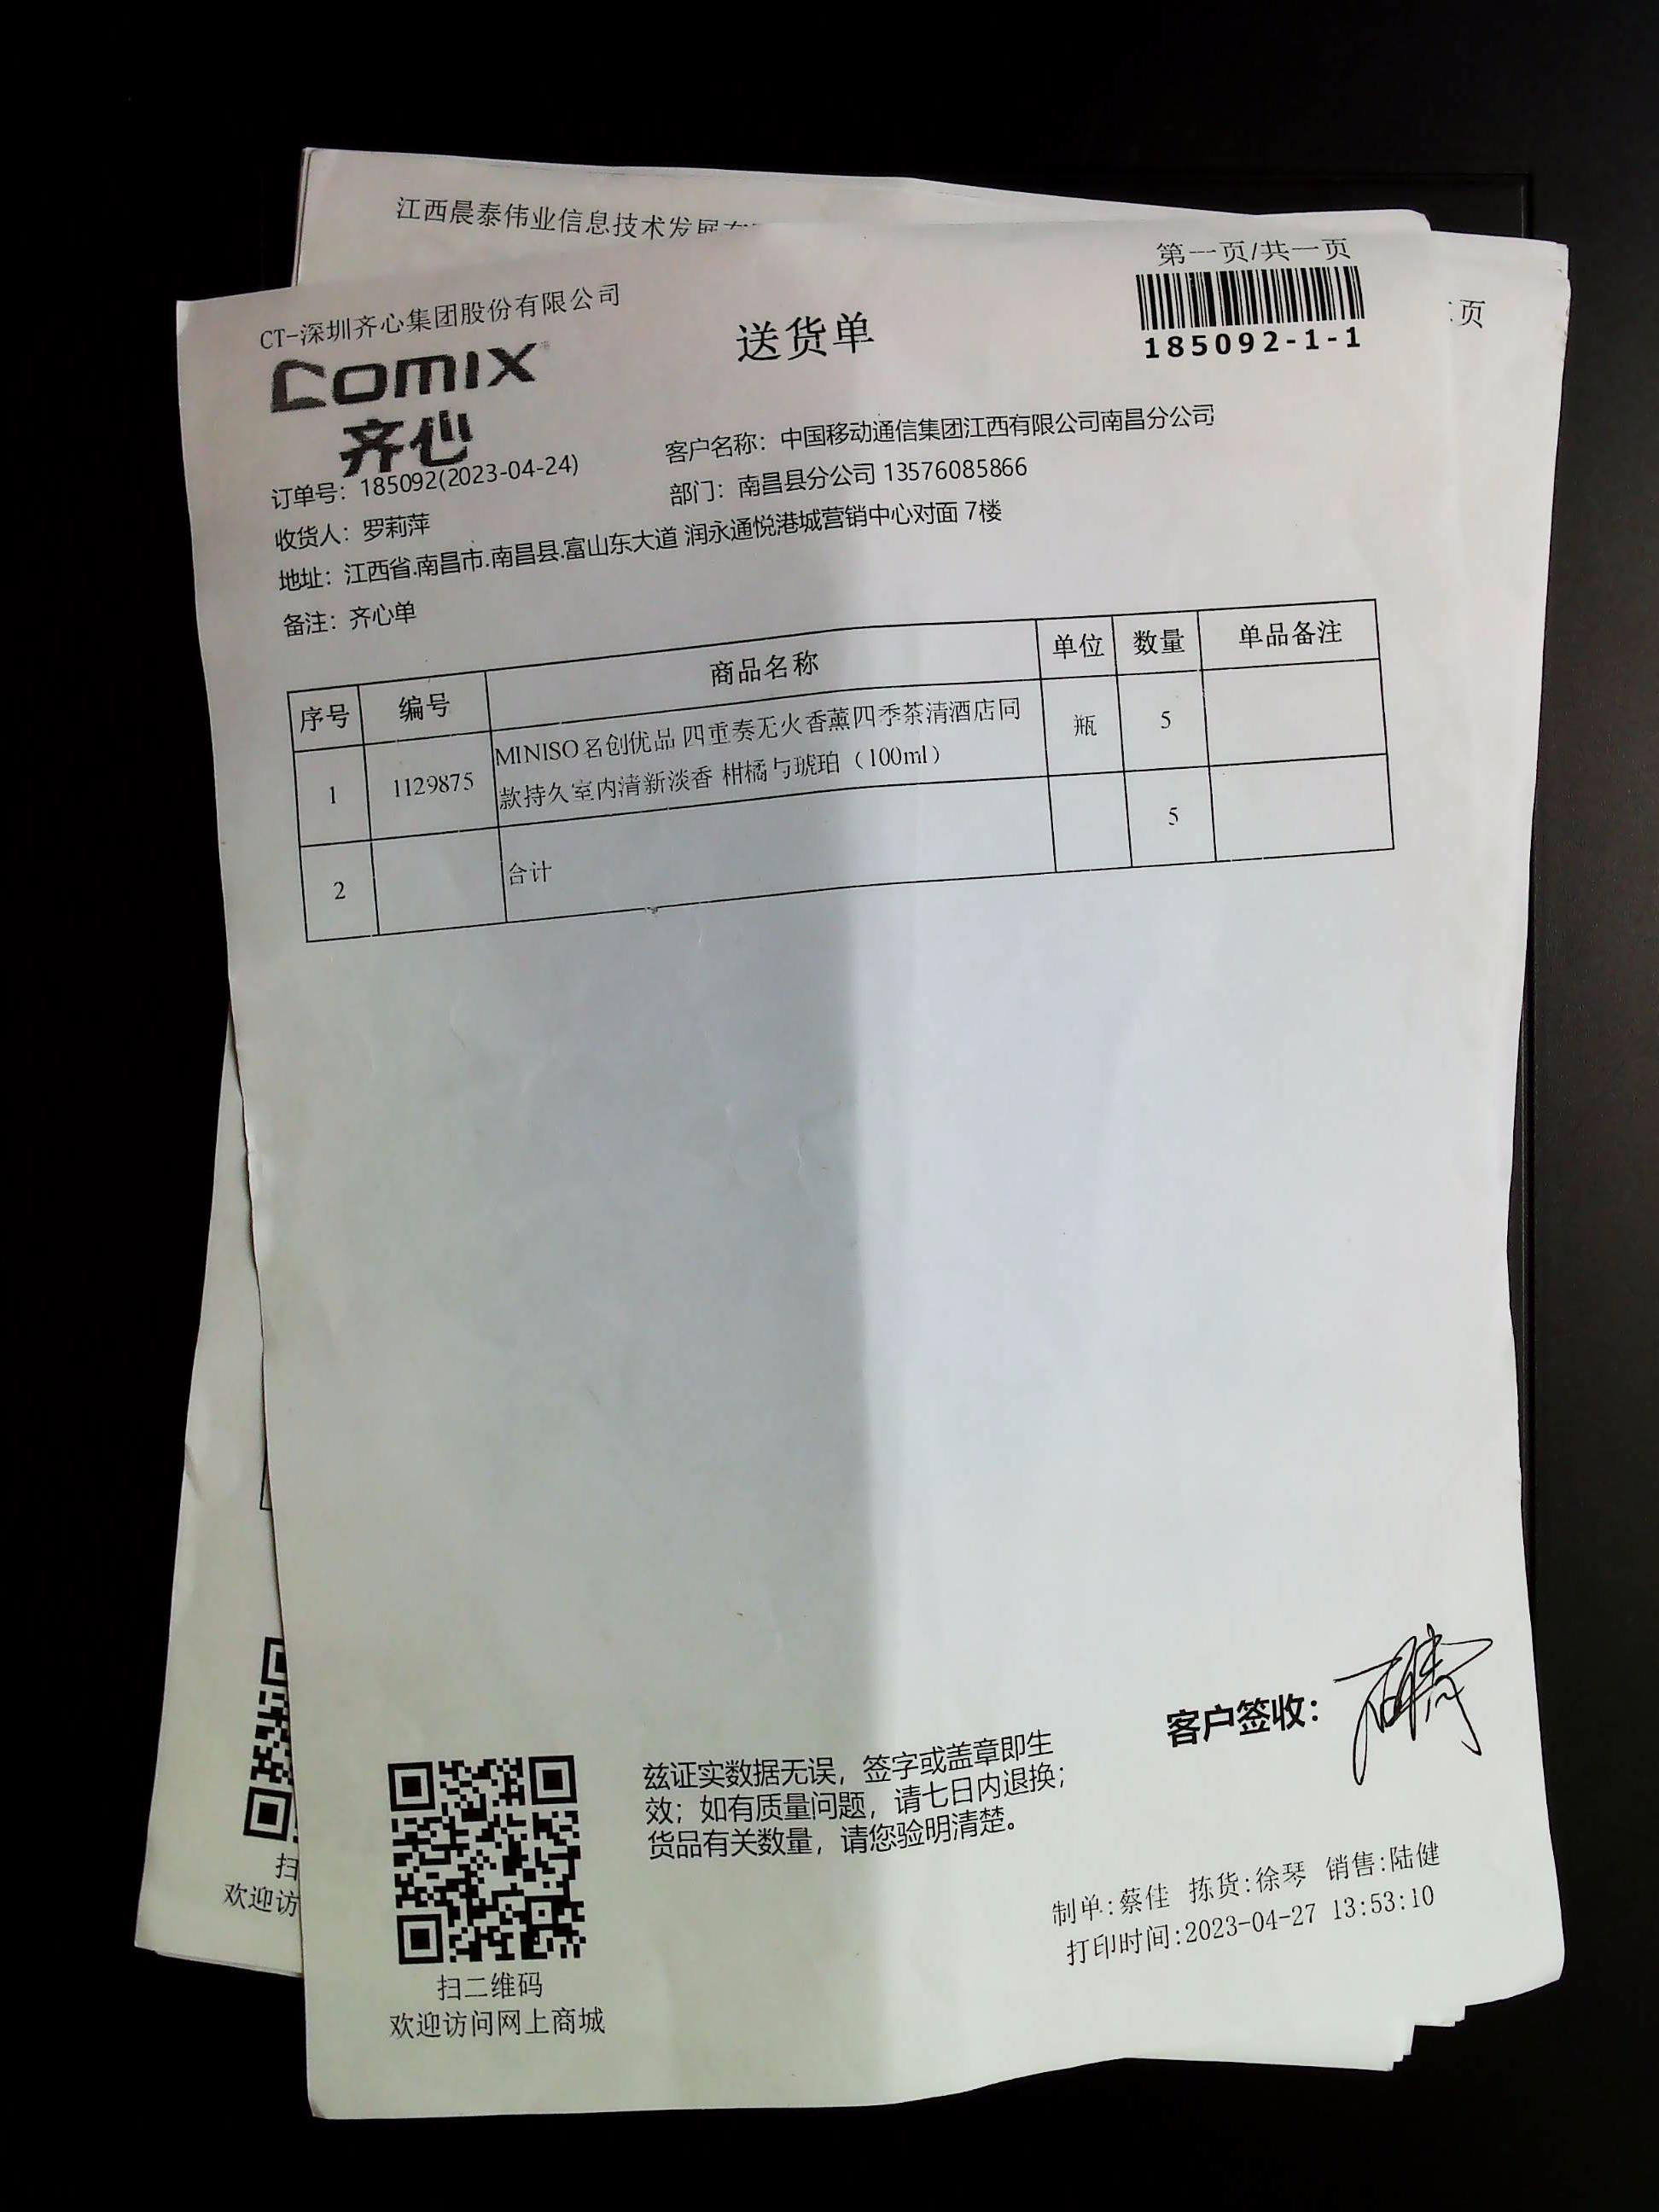 江西晨泰伟业信息技术发展
第一页/共一页
页
CT-深圳齐心集团股份有限公司
comix
齐心
送货单
185092-1-1
订单号：185092(2023-04-24)
客户名称：中国移动通信集团江西有限公司南昌分公司
收货人：罗莉萍
部门：南昌县分公司 13576085866
地址：江西省.南昌市.南昌县.富山东大道 润永通悦港城营销中心对面 7楼
备注：齐心单
序号 编号 商品名称 单位 数量 单品备注
1 1129875 MINISO名创优品 四重奏无火香薰四季茶清酒店同 瓶 5
款持久室内清新淡香 柑橘与琥珀（100ml）
2 合计 5
客户签收：
兹证实数据无误，签字或盖章即生
效；如有质量问题，请七日内退换；
货品有关数量，请您验明清楚。
制单:蔡佳 拣货:徐琴 销售:陆健
打印时间:2023-04-27 13:53:10
扫二维码
欢迎访问网上商城
扫
欢迎访